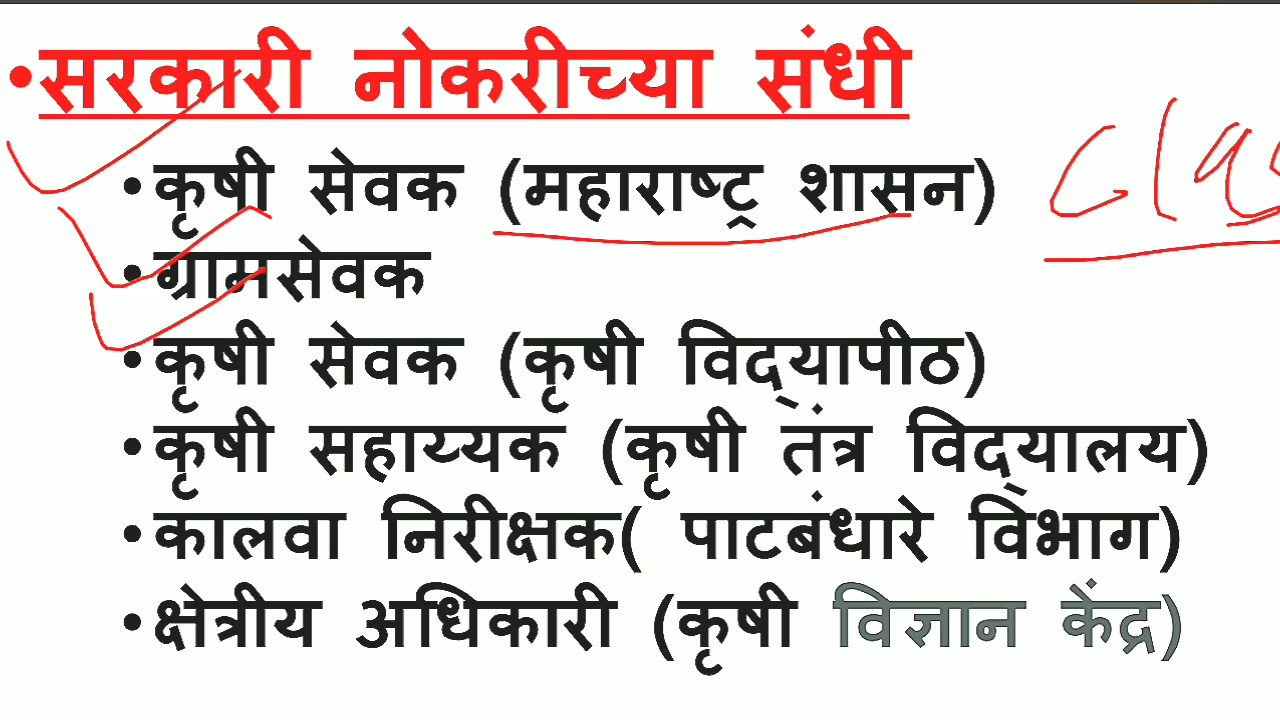 •सरकारी नोकरीच्या संधी
•कृषी सेवक (महाराष्ट्र शासन)
•ग्रामसेवक
•कृषी सेवक (कृषी विद्‌यापीठ)
•कृषी सहाय्यक (कृषी तंत्र विद्‌यालय)
•कालवा निरीक्षक( पाटबंधारे विभाग)
•क्षेत्रीय अधिकारी (कृषी विज्ञान केंद्र)